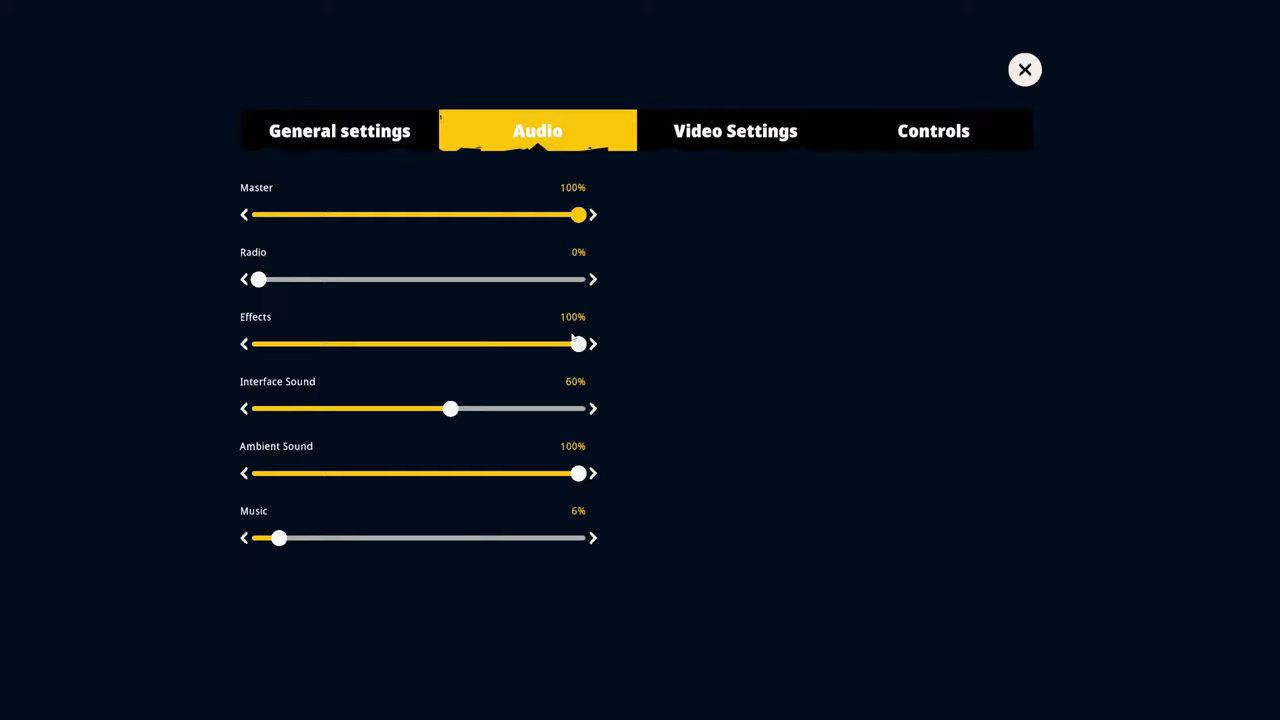 General settings Audio Video Settings Controls
Master 100%
Radio 0%
Effects 100%
Interface Sound 60%
Ambient Sound 100%
Music 6%